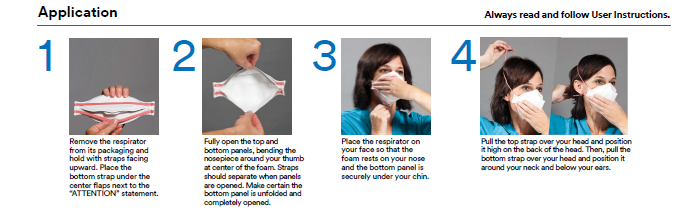 Application
Always read and follow User Instructions.
1
2
3
4
Remove the respirator
from its packaging and
hold with straps facing
upward. Place the
bottom strap under the
center flaps next to the
"ATTENTION" statement.
Fully open the top and
bottom panels, bending the
nosepiece around your thumb
at center of the foam. Straps
should separate when panels
are opened. Make certain the
bottom panel is unfolded and
completely opened.
Place the respirator on
your face so that the
foam rests on your nose
and the bottom panel is
securely under your chin.
Pull the top strap over your head and position
it high on the back of the head. Then, pull the
bottom strap over your head and position it
around your neck and below your ears.